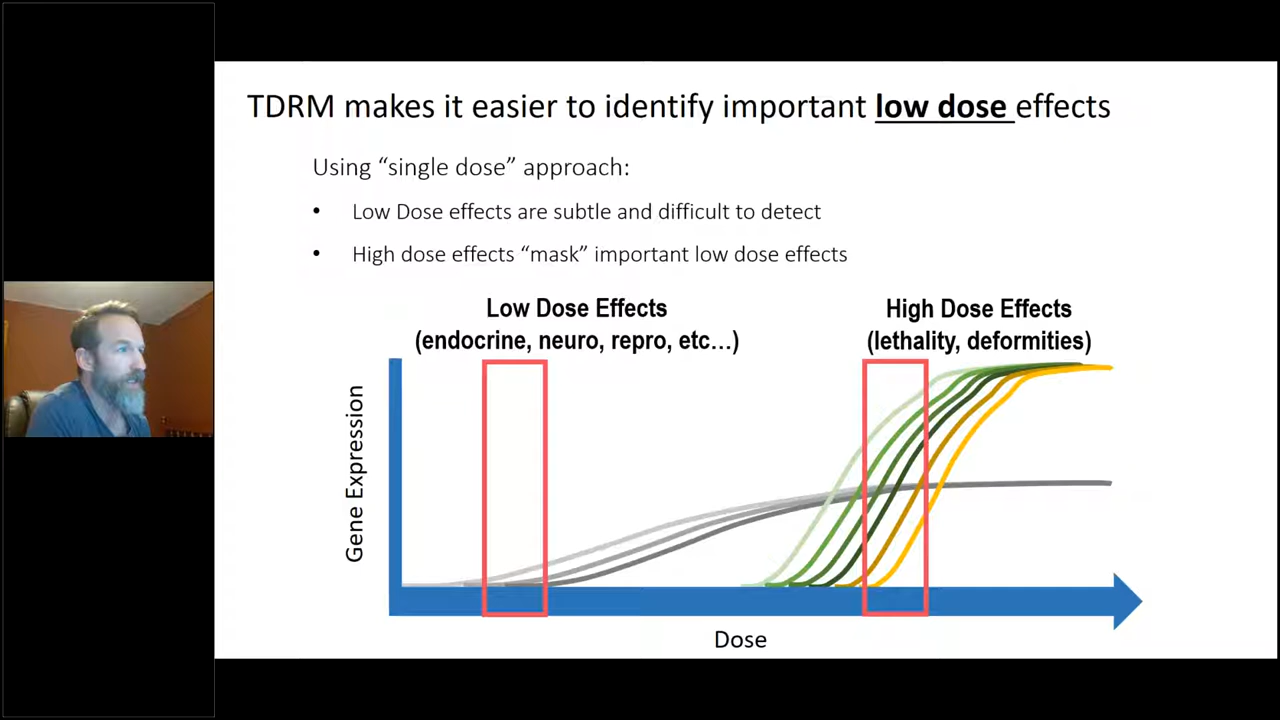 TDRM makes it easier to identify important low dose effects
Using “single dose” approach:
• Low Dose effects are subtle and difficult to detect
• High dose effects “mask” important low dose effects
Low Dose Effects
(endocrine, neuro, repro, etc…)
High Dose Effects
(lethality, deformities)
Gene Expression
Dose